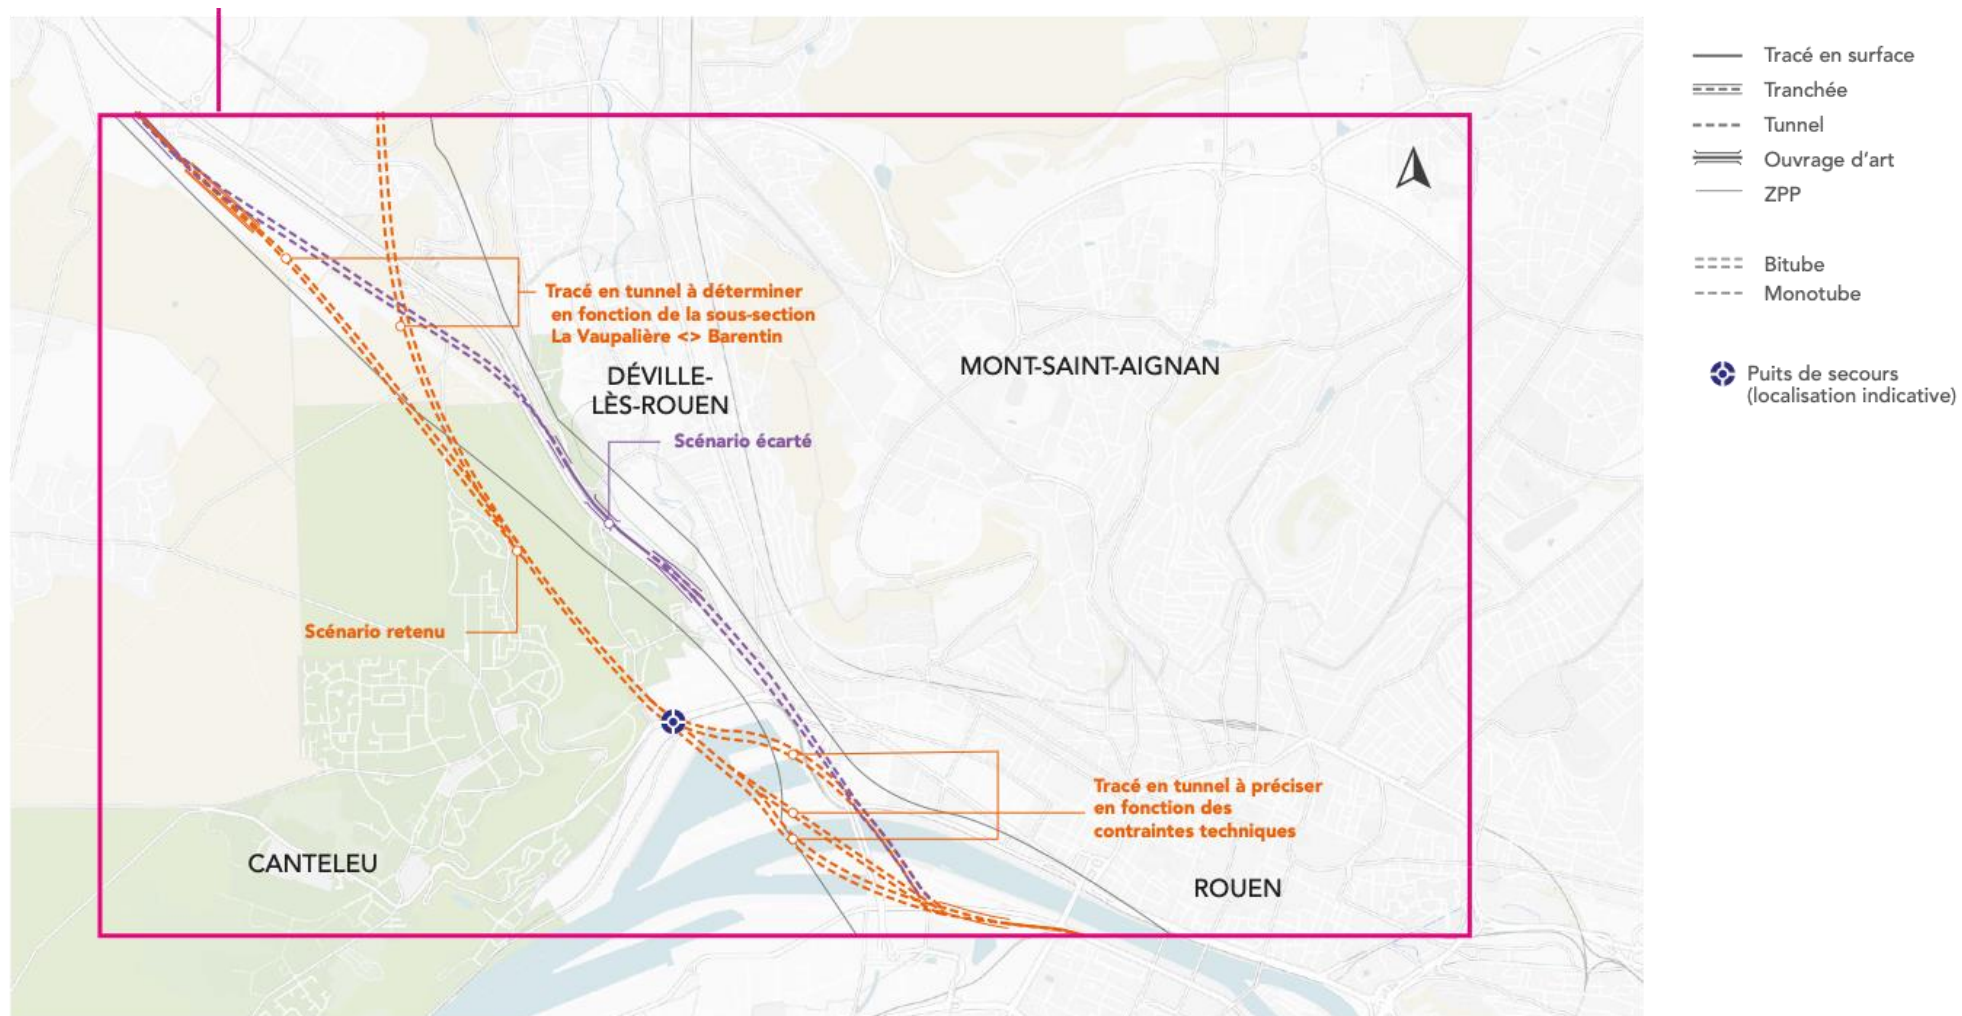 Tracé en surface
Tranchée
Tunnel
Ouvrage d'art
ZPP
Bitube
Monotube
Puits de secours
(localisation indicative)
Tracé en tunnel à déterminer
en fonction de la sous-section
La Vaupalière <> Barentin
MONT-SAINT-AIGNAN
DÉVILLE-
LÈS-ROUEN
Scénario écarté
Scénario retenu
Tracé en tunnel à préciser
en fonction des
contraintes techniques
CANTELEU
ROUEN